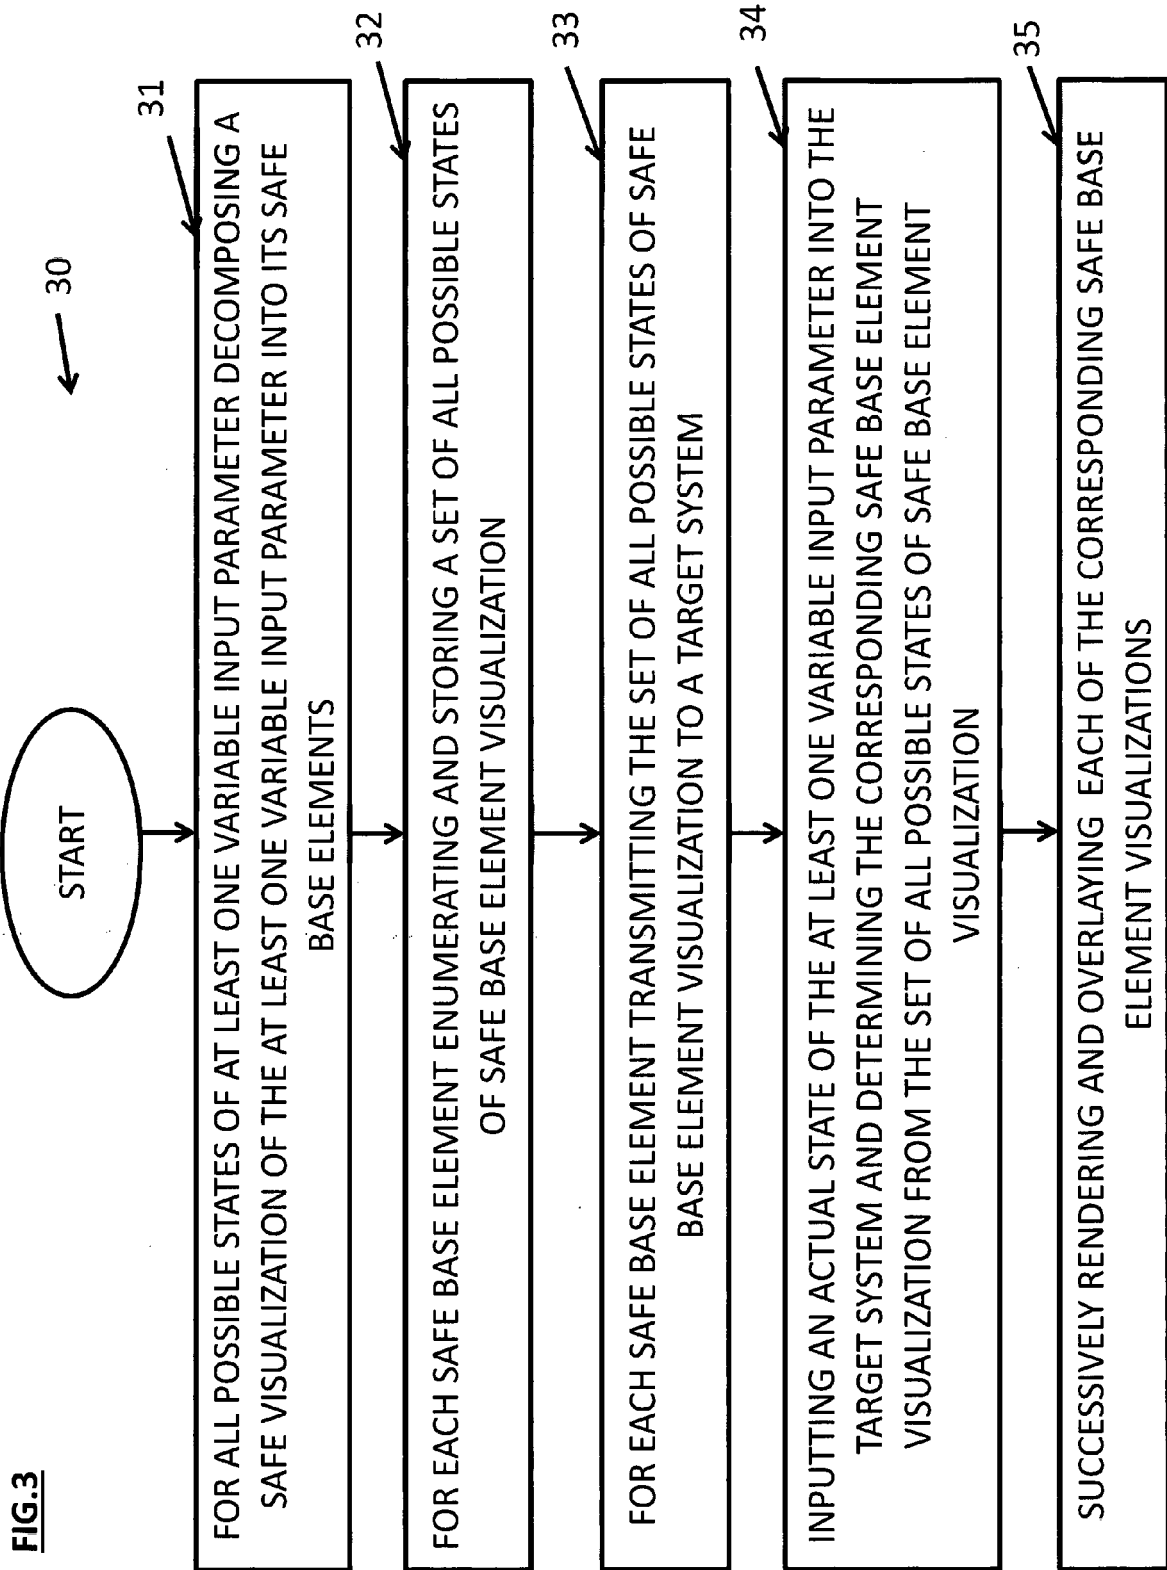 FIG.3
30
START
31
FOR ALL POSSIBLE STATES OF AT LEAST ONE VARIABLE INPUT PARAMETER DECOMPOSING A
SAFE VISUALIZATION OF THE AT LEAST ONE VARIABLE INPUT PARAMETER INTO ITS SAFE
BASE ELEMENTS
32
FOR EACH SAFE BASE ELEMENT ENUMERATING AND STORING A SET OF ALL POSSIBLE STATES
OF SAFE BASE ELEMENT VISUALIZATION
33
FOR EACH SAFE BASE ELEMENT TRANSMITTING THE SET OF ALL POSSIBLE STATES OF SAFE
BASE ELEMENT VISUALIZATION TO A TARGET SYSTEM
34
INPUTTING AN ACTUAL STATE OF THE AT LEAST ONE VARIABLE INPUT PARAMETER INTO THE
TARGET SYSTEM AND DETERMINING THE CORRESPONDING SAFE BASE ELEMENT
VISUALIZATION FROM THE SET OF ALL POSSIBLE STATES OF SAFE BASE ELEMENT
VISUALIZATION
35
SUCCESSIVELY RENDERING AND OVERLAYING EACH OF THE CORRESPONDING SAFE BASE
ELEMENT VISUALIZATIONS